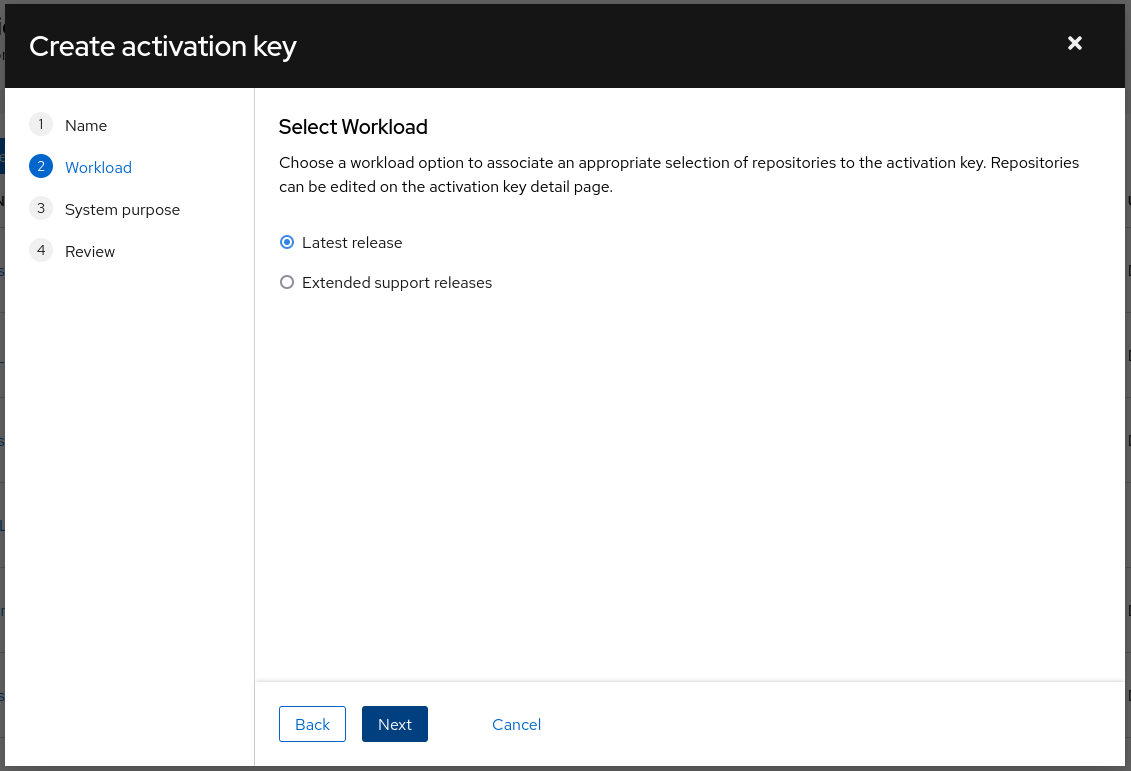 Create activation key
1 Name
2 Workload
3 System purpose
4 Review
Select Workload
Choose a workload option to associate an appropriate selection of repositories to the activation key. Repositories
can be edited on the activation key detail page.
Latest release
Extended support releases
Back Next Cancel